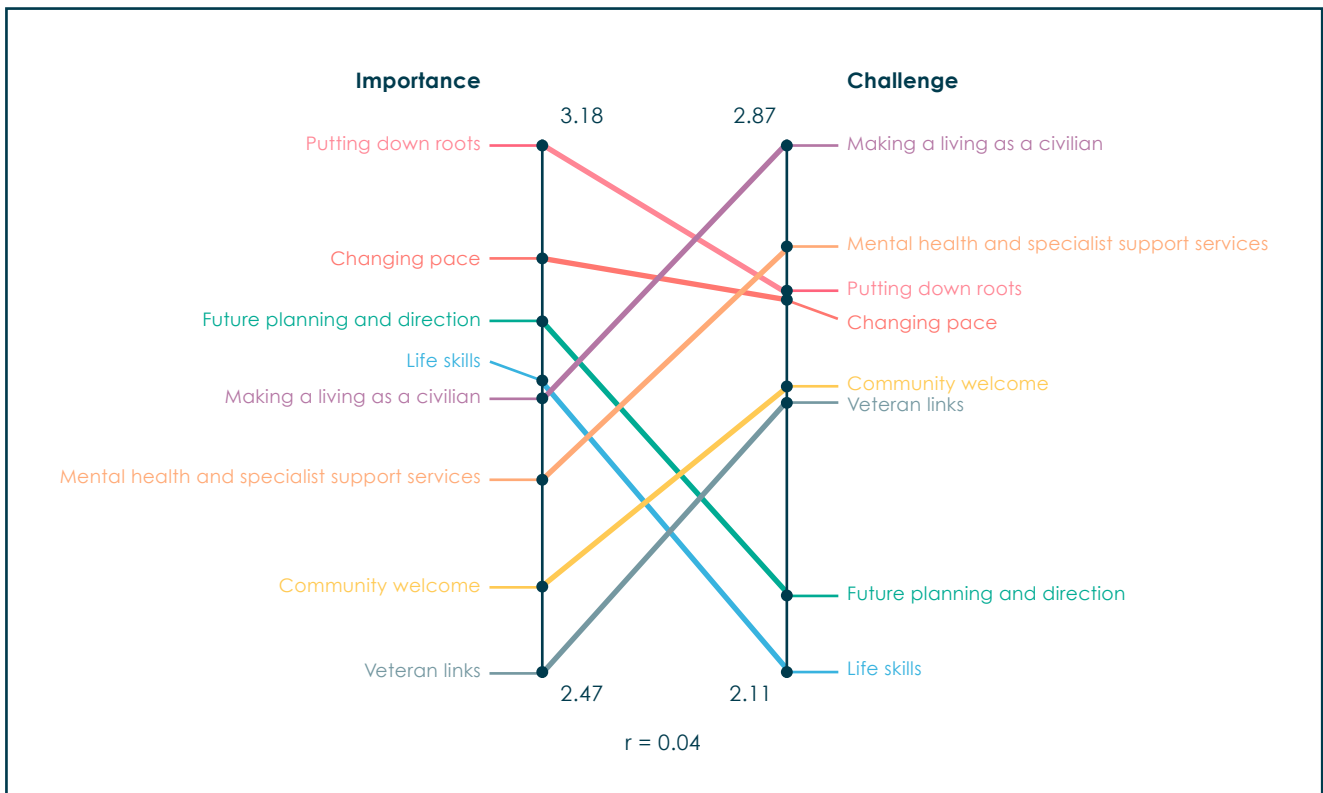 Importance
Challenge
3.18
2.87
Putting down roots
Changing pace
Future planning and direction
Life skills
Making a living as a civilian
Mental health and specialist support services
Community welcome
Veteran links
Making a living as a civilian
Mental health and specialist support services
Putting down roots
Changing pace
Community welcome
Veteran links
Future planning and direction
Life skills
2.47
2.11
r = 0.04